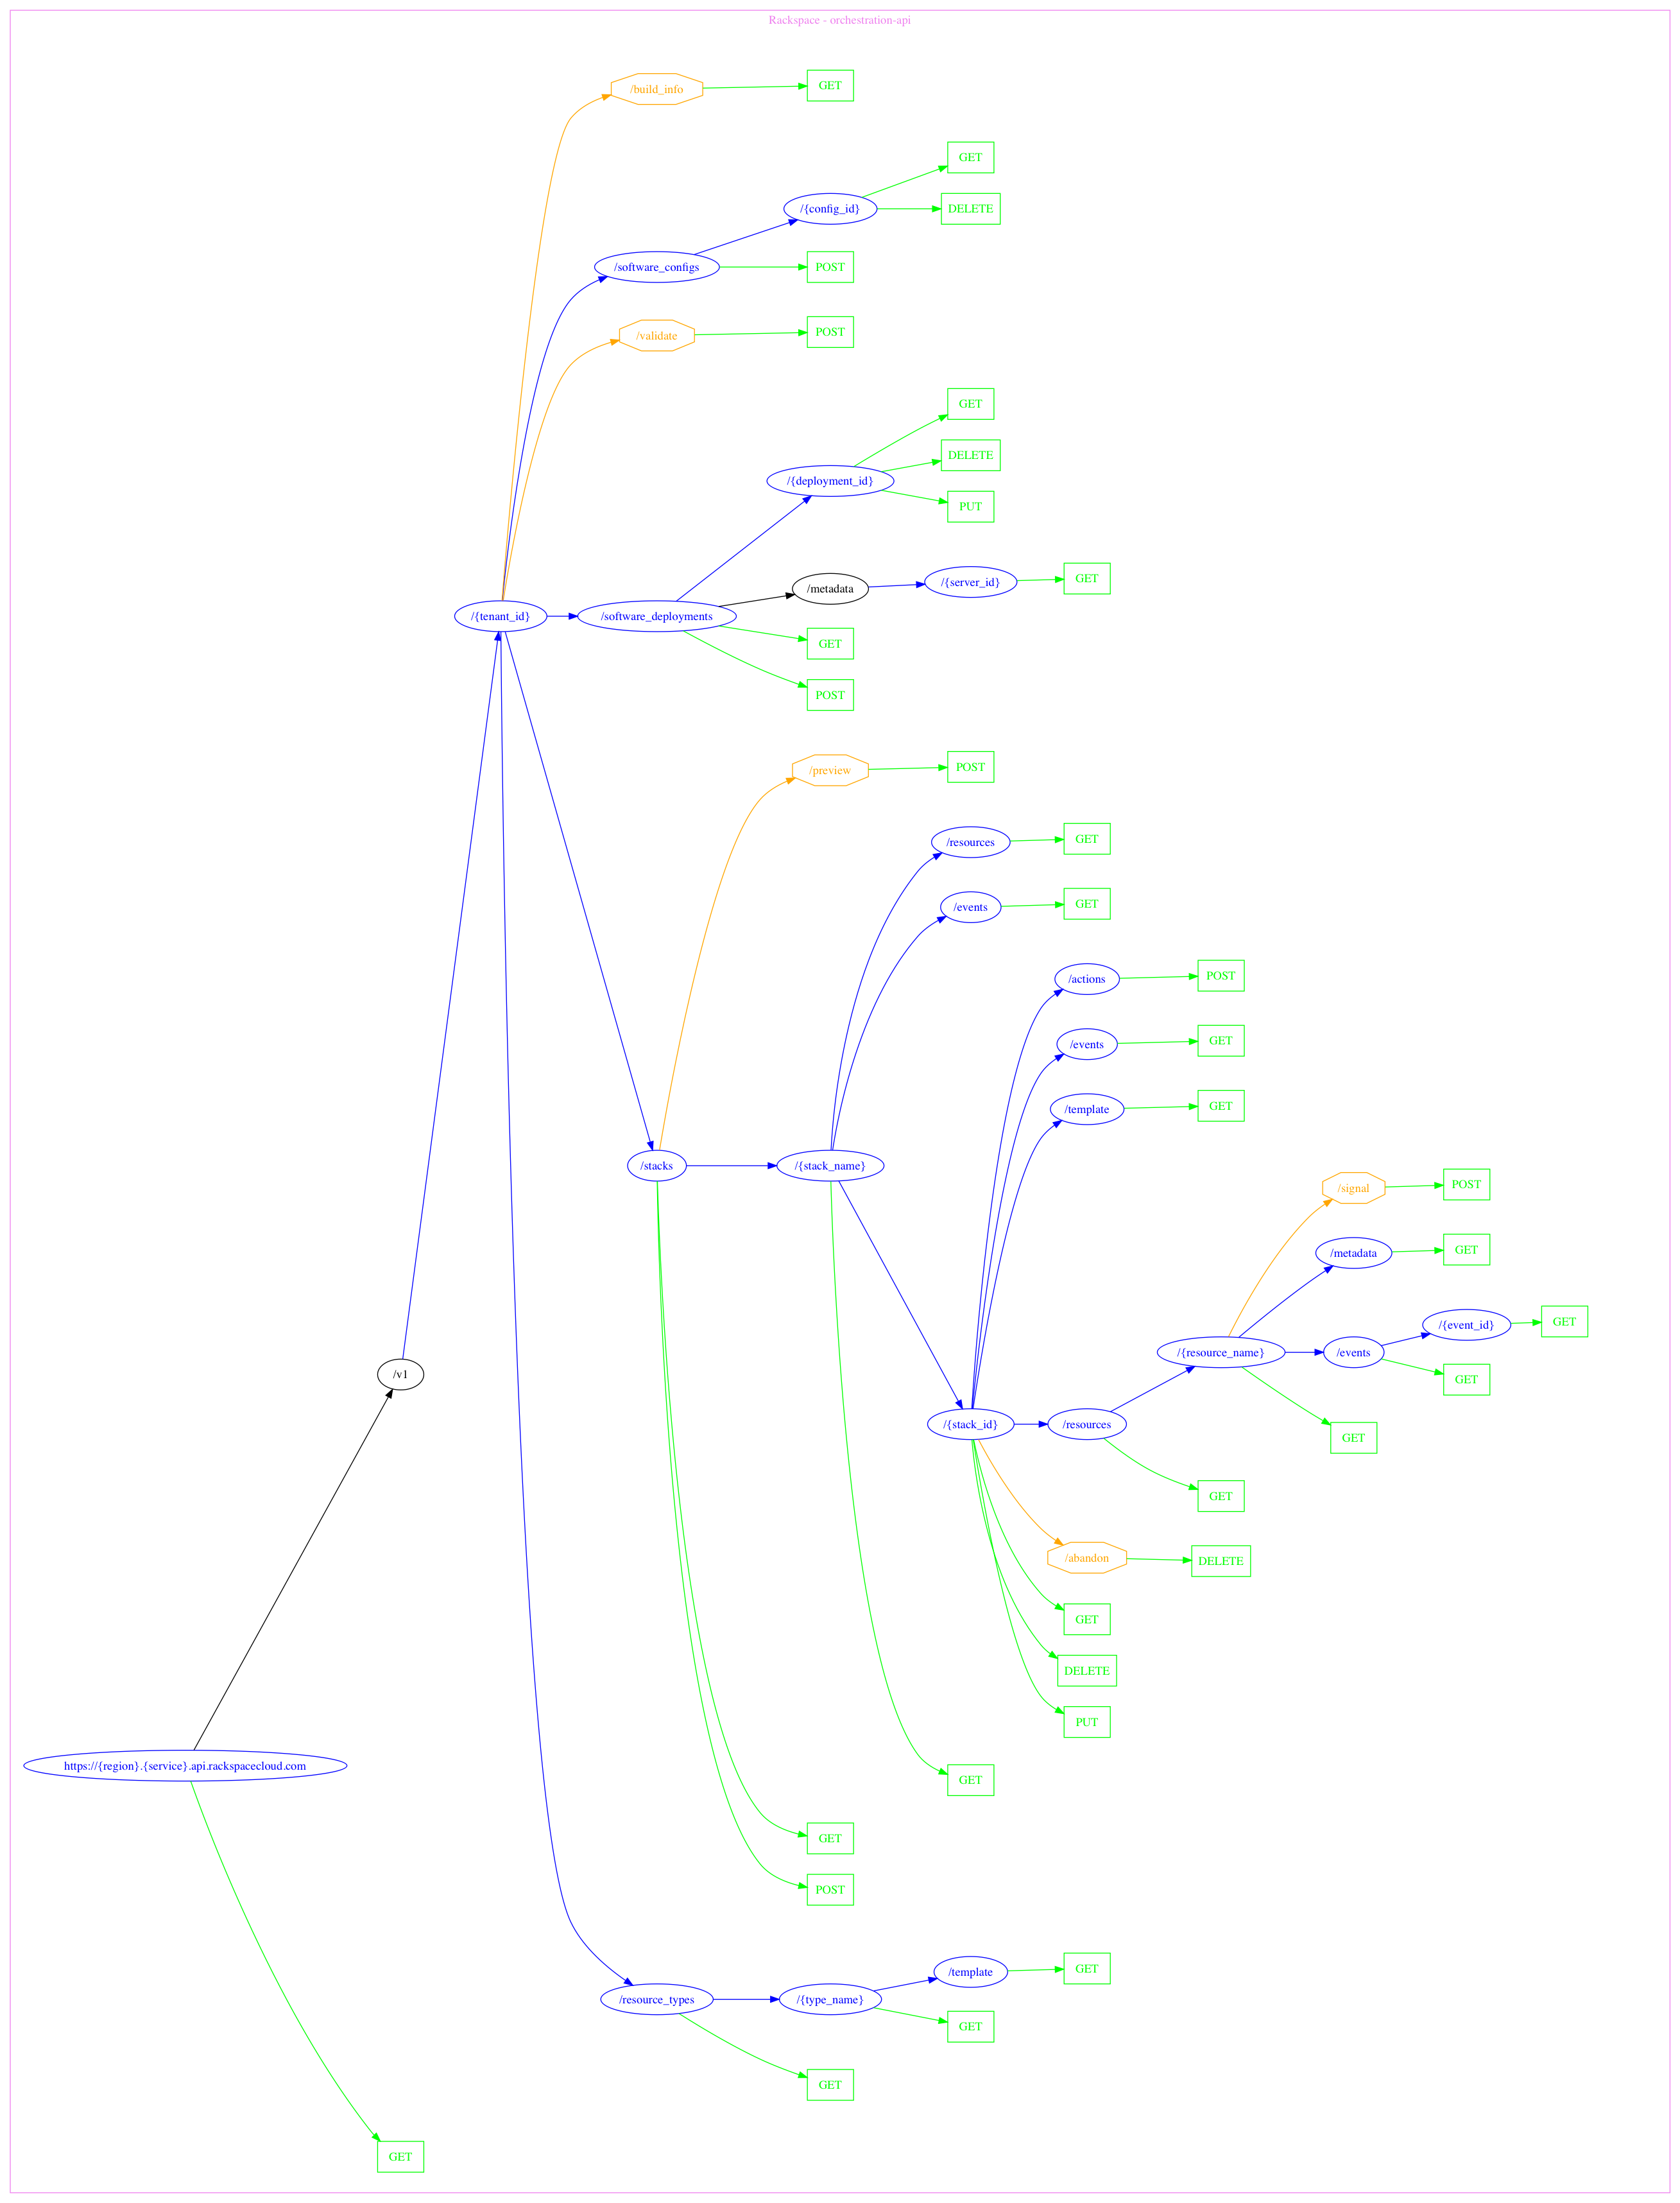 Rackspace - orchestration-api
/build_info
GET
GET
/{config_id}
DELETE
/software_configs
POST
/validate
POST
GET
DELETE
/{deployment_id}
PUT
/metadata
/{server_id}
GET
/{tenant_id}
/software_deployments
GET
POST
/preview
POST
/resources
GET
/events
GET
/actions
POST
/events
GET
/template
GET
/stacks
/{stack_name}
/signal
POST
/metadata
GET
/{event_id}
GET
/{resource_name}
/events
GET
/v1
/{stack_id}
/resources
GET
GET
/abandon
DELETE
GET
DELETE
PUT
https://{region}.{service}.api.rackspacecloud.com
GET
GET
POST
/template
GET
/resource_types
/{type_name}
GET
GET
GET